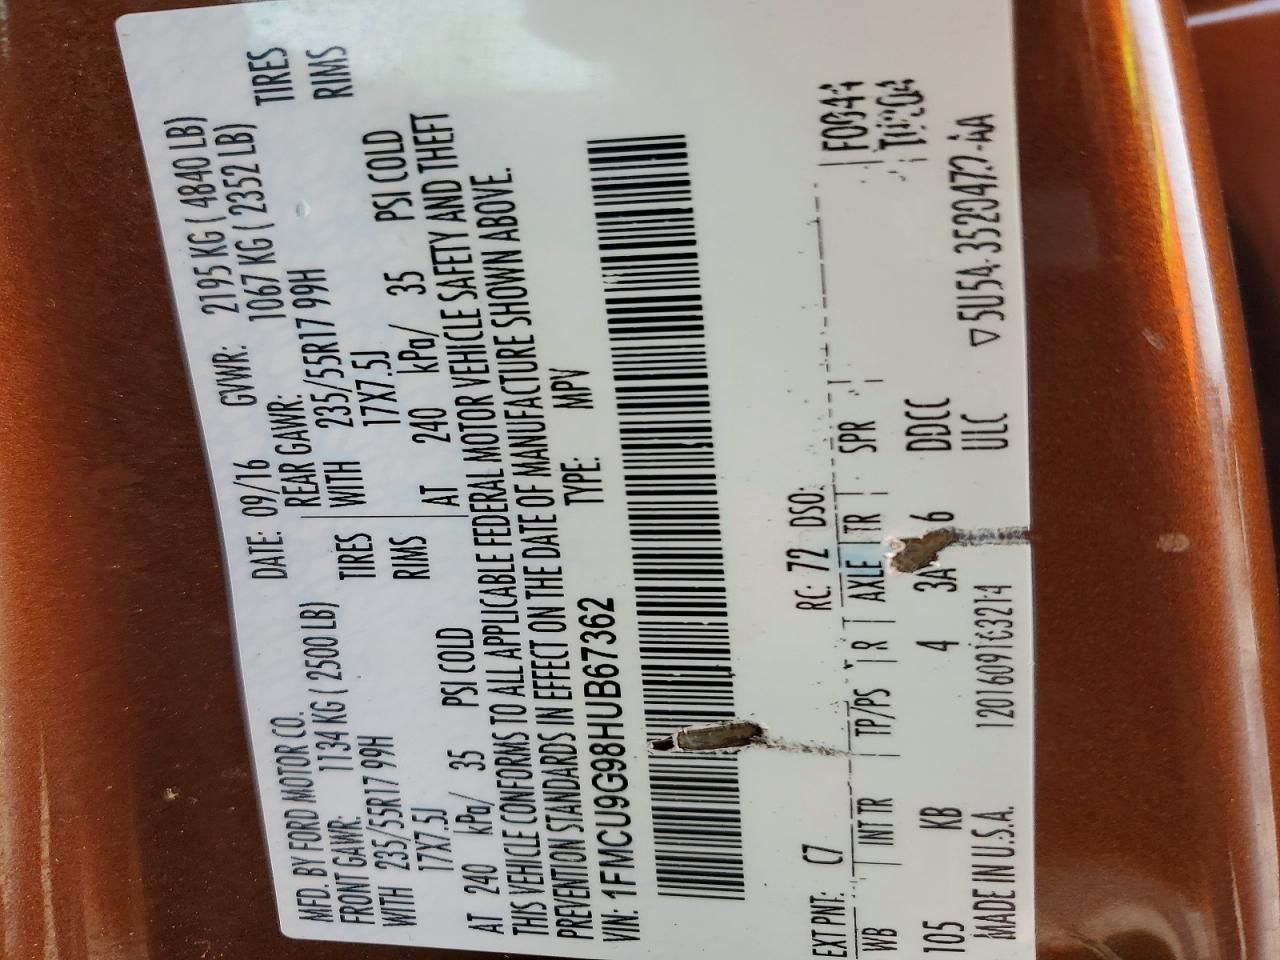 MFD. BY FORD MOTOR CO.
DATE: 09/16 GVWR: 2195 KG ( 4840 LB)
FRONT GAWR: 1134 KG ( 2500 LB)
REAR GAWR: 1067 KG ( 2352 LB)
WITH 235/55R17 99H TIRES
WITH 235/55R17 99H TIRES
17X7.5J RIMS
17X7.5J RIMS
AT 240 kPa/ 35 PSI COLD
AT 240 kPa/ 35 PSI COLD
THIS VEHICLE CONFORMS TO ALL APPLICABLE FEDERAL MOTOR VEHICLE SAFETY AND THEFT
PREVENTION STANDARDS IN EFFECT ON THE DATE OF MANUFACTURE SHOWN ABOVE.
VIN: 1FMCU9G98HUB67362 TYPE: MPV
EXT PNT: C7 RC: 72 DSO: F0944
WB INT TR TP/PS R AXLE TR SPR
105 KB 4 3A 6 DDCC
MADE IN U.S.A. ULC
▽5U54-3520472-AA